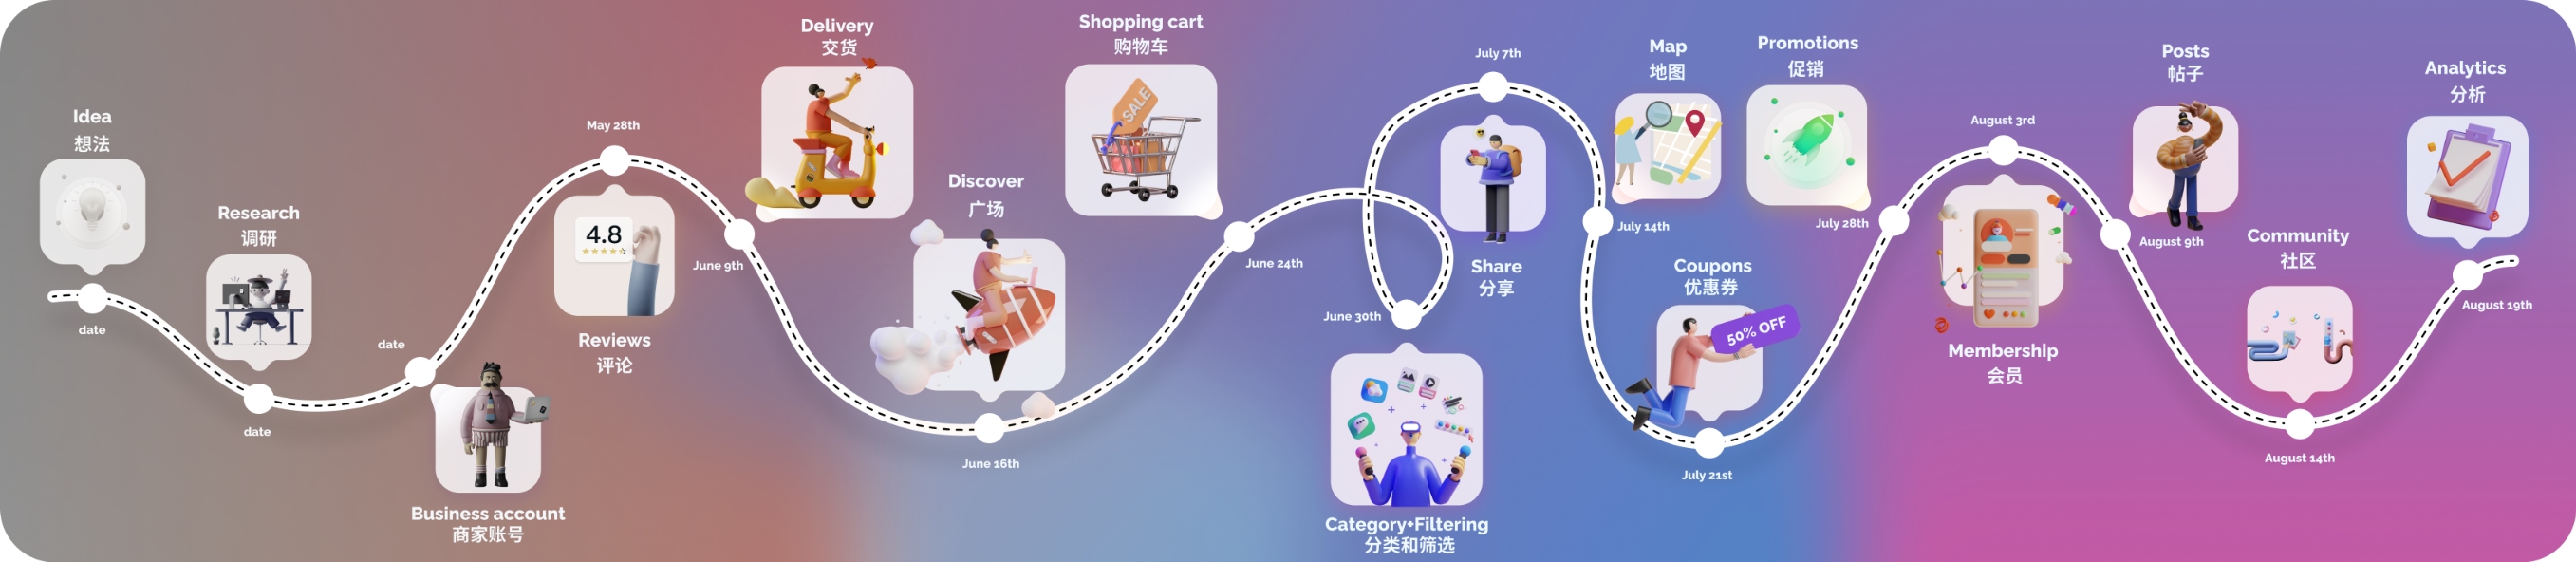 Idea
想法
date
Research
调研
date
date
Business account
商家账号
May 28th
4.8
Reviews
评论
June 9th
Delivery
交货
Discover
广场
June 16th
Shopping cart
购物车
SALE
June 24th
June 30th
Category+Filtering
分类和筛选
July 7th
Share
分享
Map
地图
July 14th
Coupons
优惠券
50% OFF
July 21st
Promotions
促销
July 28th
August 3rd
Membership
会员
Posts
帖子
August 9th
Community
社区
August 14th
Analytics
分析
August 19th